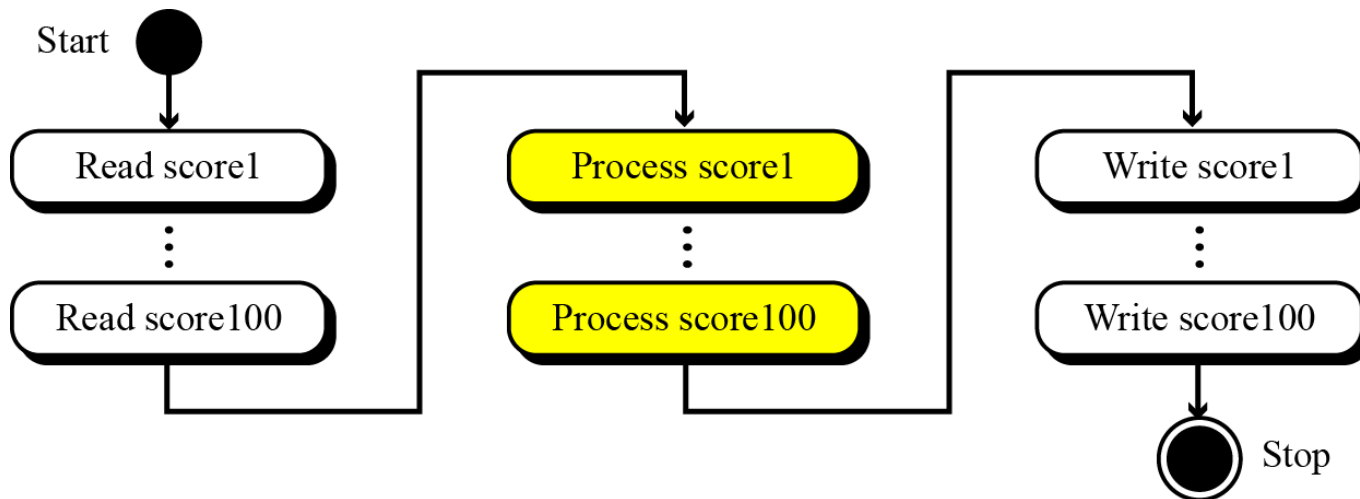 Start
Read score1
Read score100
Process score1
Process score100
Write score1
Write score100
Stop